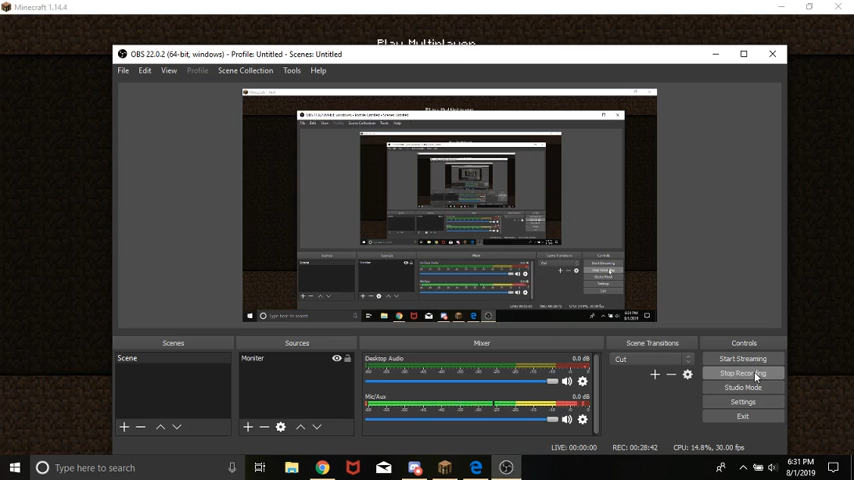 Minecraft 1.14.4
Play Multiplayer
OBS 22.0.2 (64-bit, windows) - Profile: Untitled - Scenes: Untitled
File Edit View Profile Scene Collection Tools Help
Scenes Sources Mixer Scene Transitions Controls
Scene
Monitor
Desktop Audio 0.0 dB
Mic/Aux 0.0 dB
Cut
Start Streaming
Stop Recording
Studio Mode
Settings
Exit
LIVE: 00:00:00 REC: 00:28:42 CPU: 14.8%, 30.00 fps
Type here to search
6:31 PM
8/1/2019